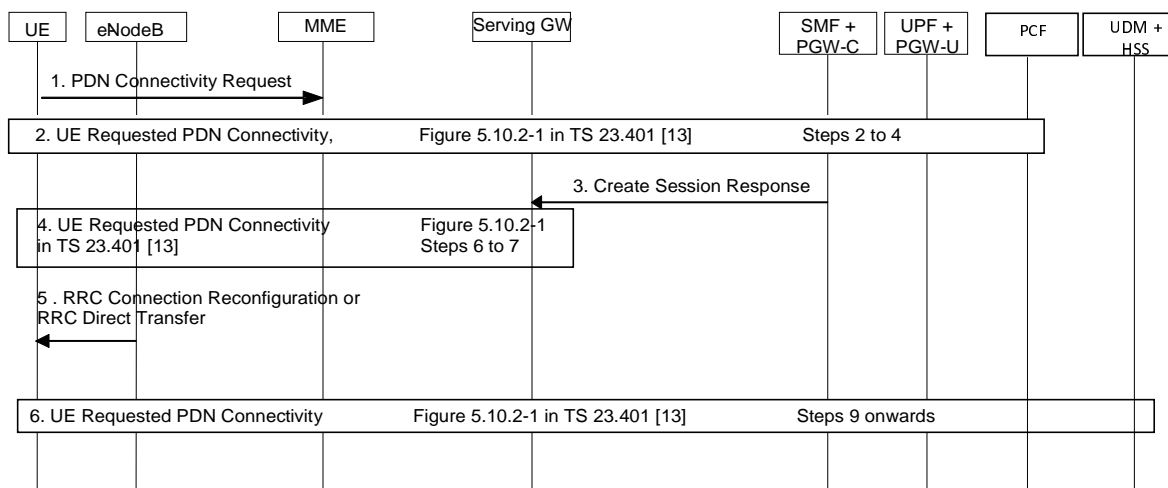 UE
eNodeB
MME
Serving GW
SMF +
PGW-C
UPF +
PGW-U
PCF
UDM +
HSS
1. PDN Connectivity Request
2. UE Requested PDN Connectivity, Figure 5.10.2-1 in TS 23.401 [13] Steps 2 to 4
3. Create Session Response
4. UE Requested PDN Connectivity Figure 5.10.2-1
in TS 23.401 [13] Steps 6 to 7
5 . RRC Connection Reconfiguration or
RRC Direct Transfer
6. UE Requested PDN Connectivity Figure 5.10.2-1 in TS 23.401 [13] Steps 9 onwards